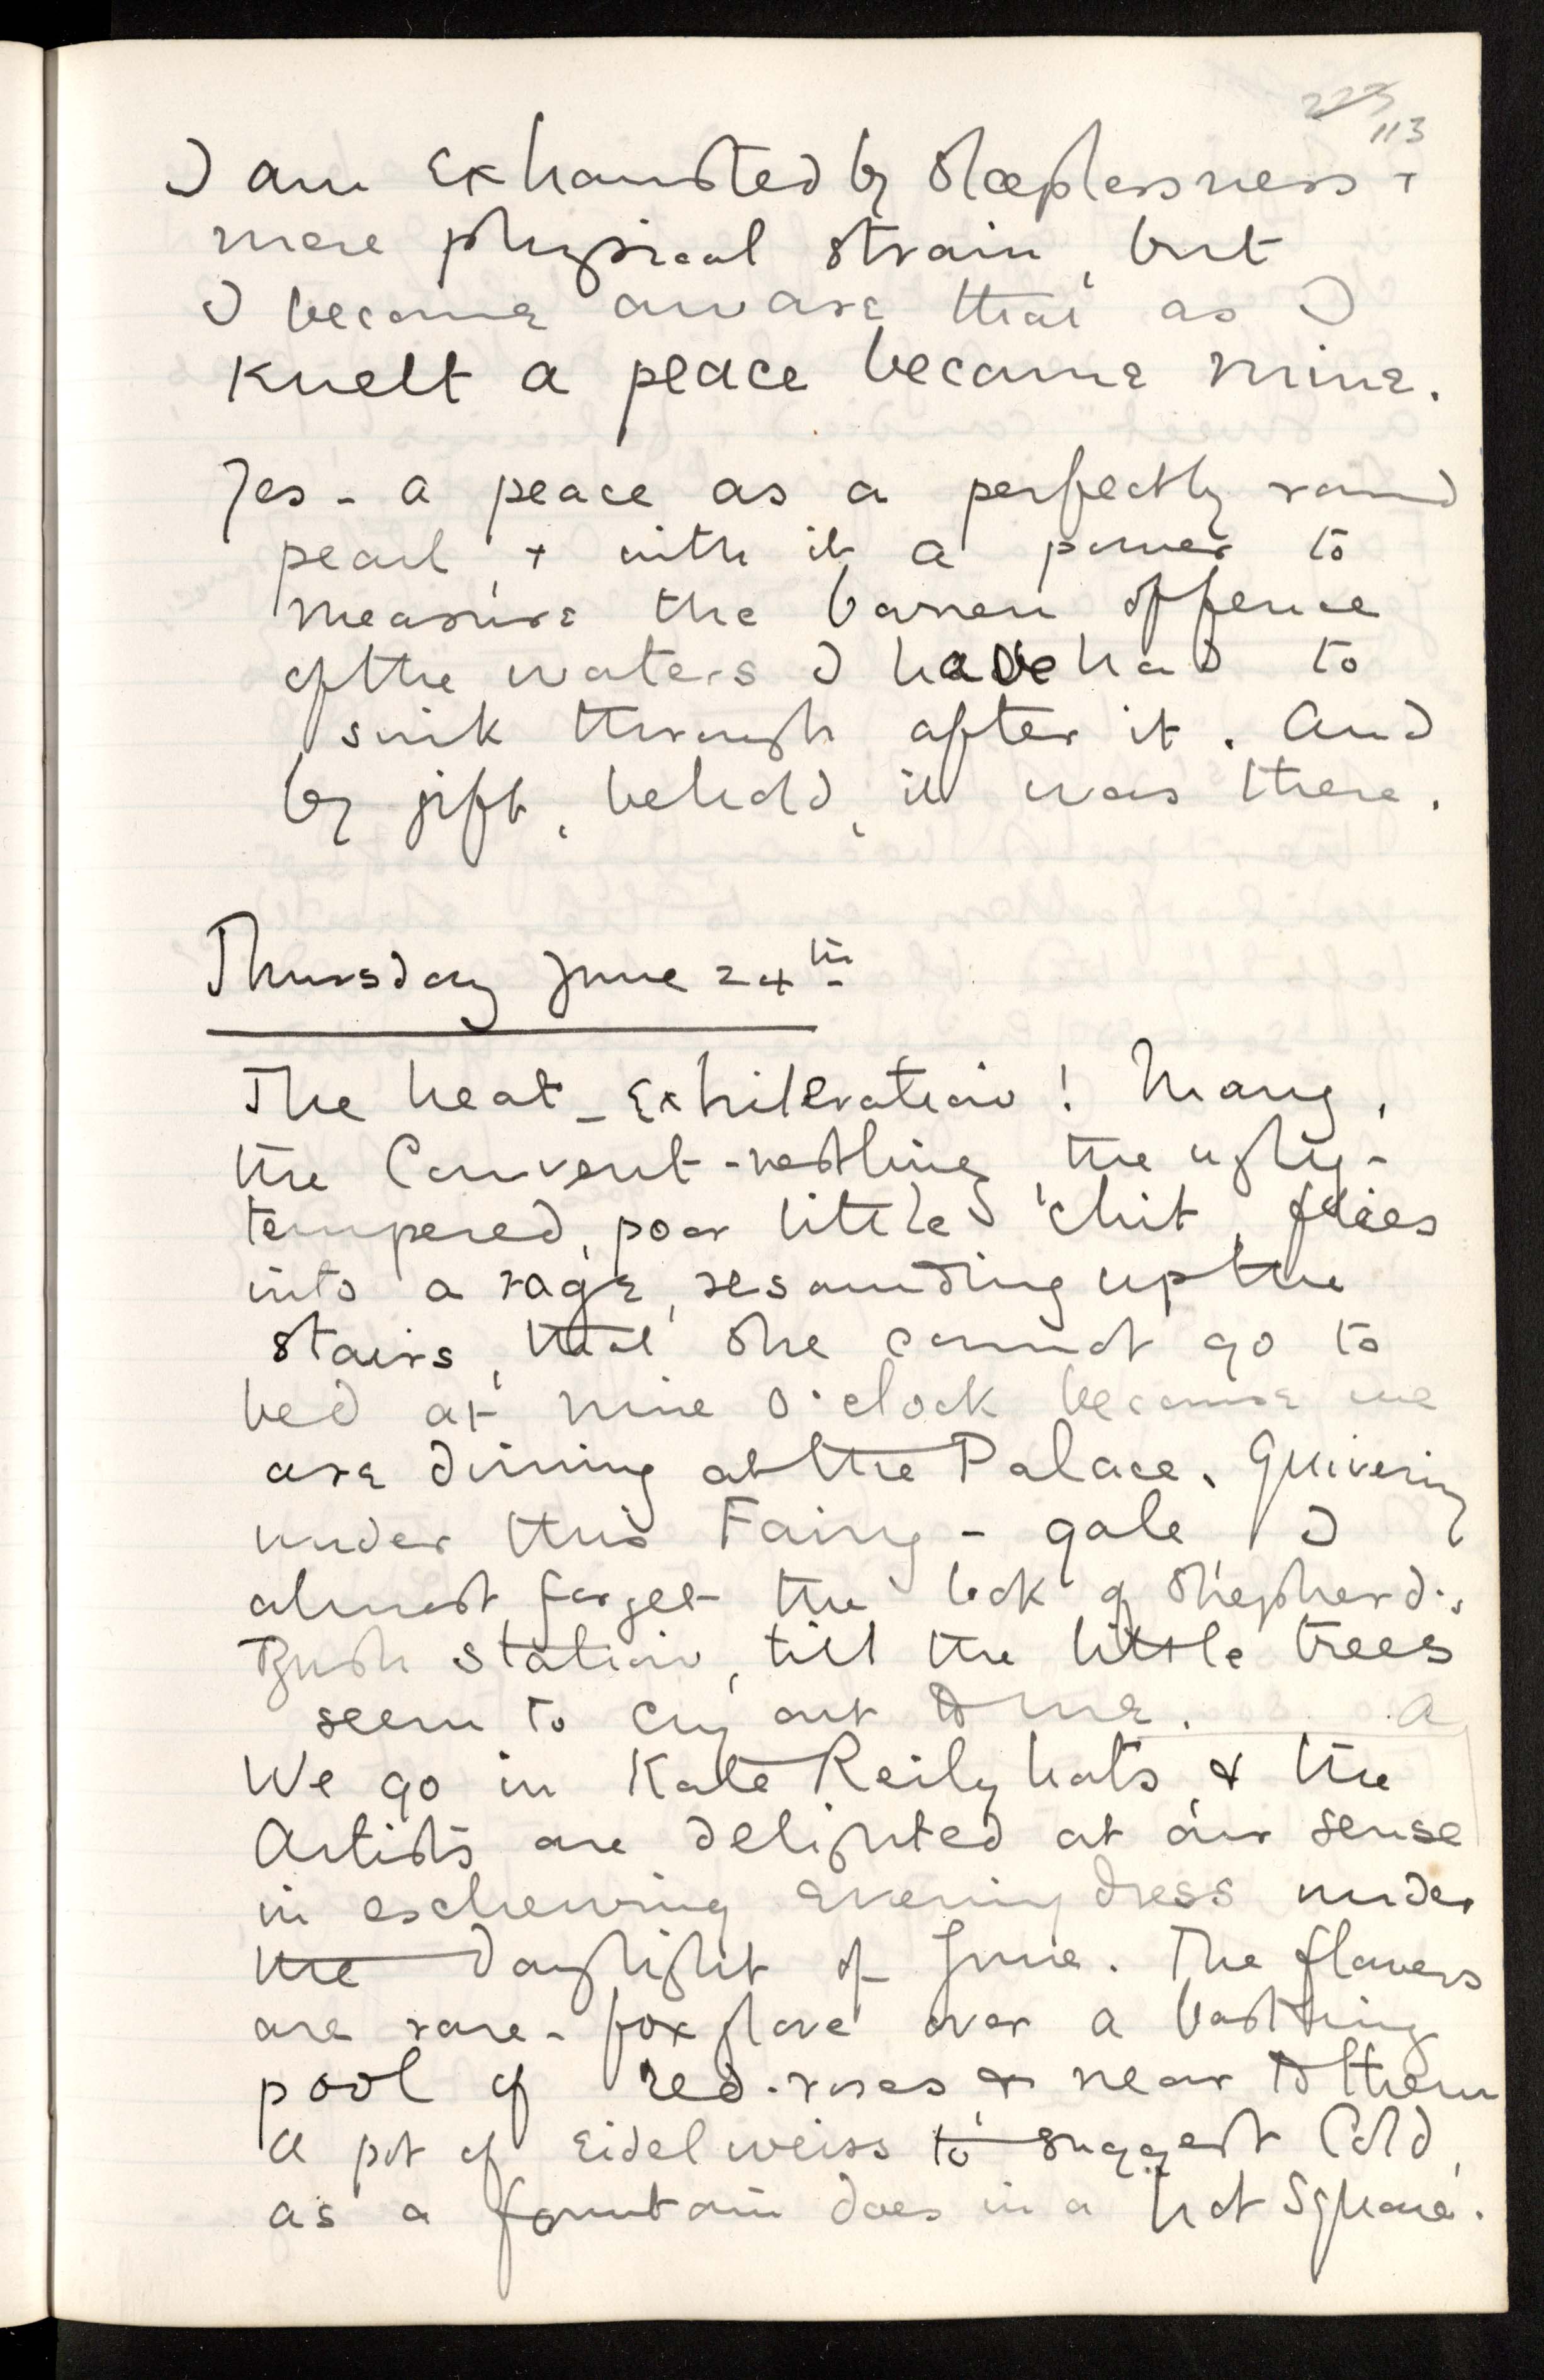 223
113
I am exhausted by sleeplessness +
mere physical strain, but
I become aware that as I
knelt a peace became mine.
Yes - a peace as a perfectly round
pearl, + with it a power to
measure the barren offence
of the waters I have had to
sink through after it. And
by gift, behold, it was there.
Thursday June 24th
The heat - exhileration! Mary,
the Convent-nestling, the ugly-
tempered, poor little chit, flies
into a rage, resounding up the
stairs, that she cannot go to
bed at nine o'clock because we
are dining at the Palace. Quivering
under this Fairy-gale I
almost forget the look of Shepherd's
Bush station, till the little trees
seem to cry out to me. a
We go in Kate Reily hats & the
Artists are delighted at our sense
in eschewing evening dress under
the daylight of June. The flowers
are rare - foxglove over a basking
pool of red-roses & near to them
a pot of Eidelweiss to suggest Cold,
as a fountain does in a hot Square.